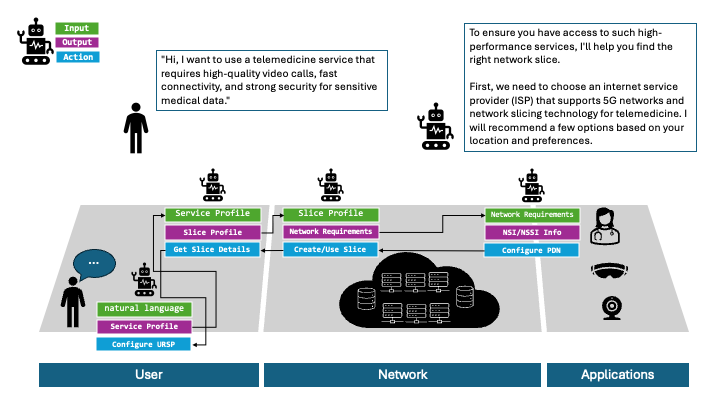 Input
Output
Action
"Hi, I want to use a telemedicine service that
requires high-quality video calls, fast
connectivity, and strong security for sensitive
medical data."
To ensure you have access to such high-
performance services, I'll help you find the
right network slice.
First, we need to choose an internet service
provider (ISP) that supports 5G networks and
network slicing technology for telemedicine. I
will recommend a few options based on your
location and preferences.
Service Profile
Slice Profile
Get Slice Details
Slice Profile
Network Requirements
Create/Use Slice
Network Requirements
NSI/NSSI Info
Configure PDN
...
natural language
Service Profile
Configure URSP
User
Network
Applications